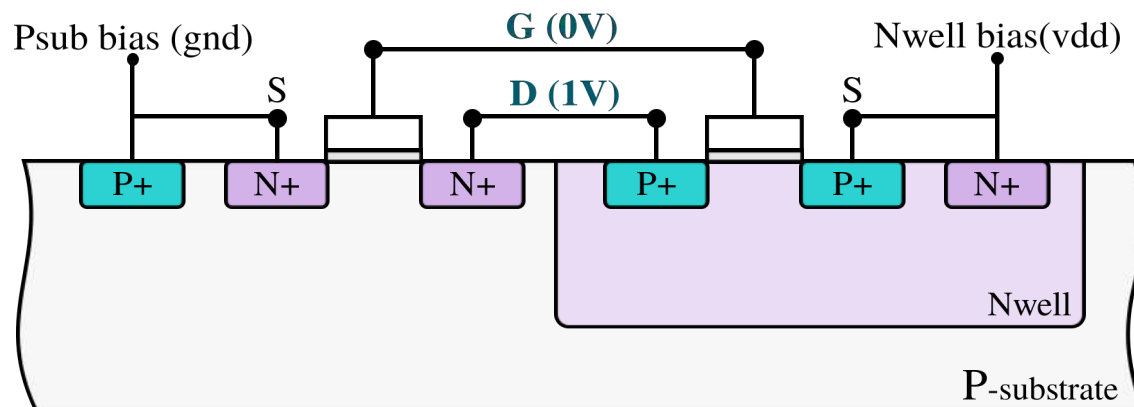 G (0V)
Psub bias (gnd)
Nwell bias(vdd)
S
D (1V)
S
P+
N+
N+
P+
P+
N+
Nwell
P-substrate